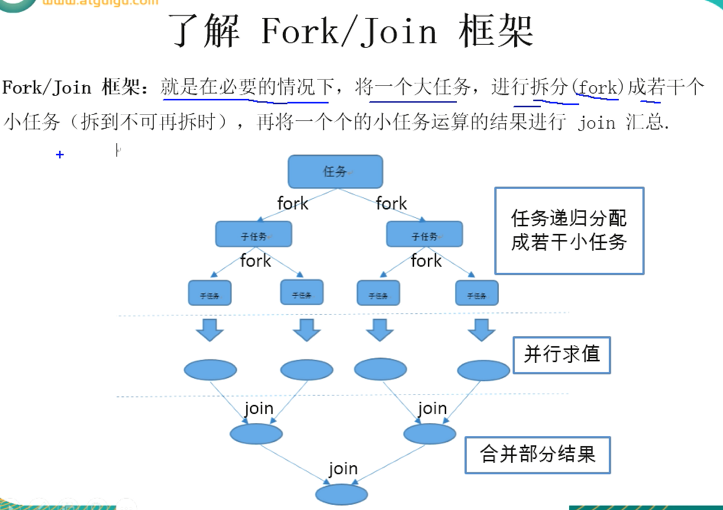 www.atguigu.com
了解 Fork/Join 框架
Fork/Join 框架：就是在必要的情况下，将一个大任务，进行拆分(fork)成若干个
小任务（拆到不可再拆时），再将一个个的小任务运算的结果进行 join 汇总.
任务
fork fork
子任务 子任务
fork fork
子任务 子任务 子任务 子任务
任务递归分配
成若干小任务
并行求值
join join
合并部分结果
join